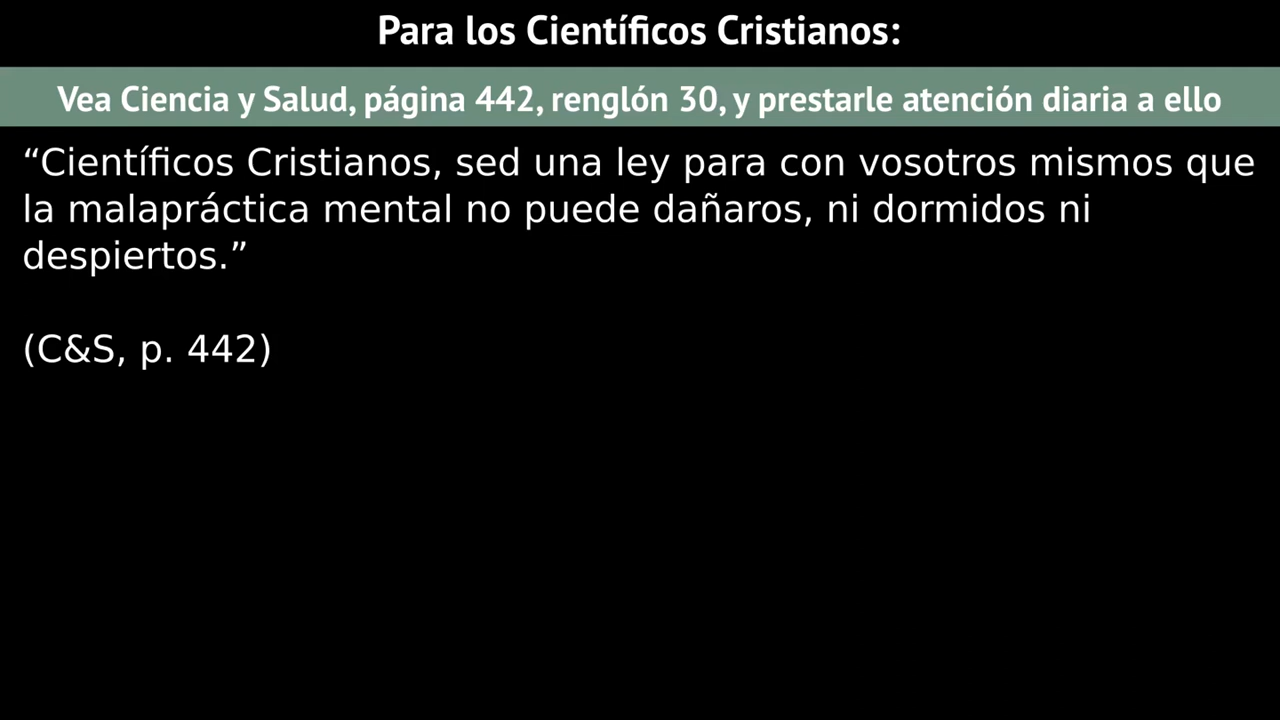 Para los Científicos Cristianos:
Vea Ciencia y Salud, página 442, renglón 30, y prestarle atención diaria a ello
“Científicos Cristianos, sed una ley para con vosotros mismos que
la malapráctica mental no puede dañaros, ni dormidos ni
despiertos.”
(C&S, p. 442)